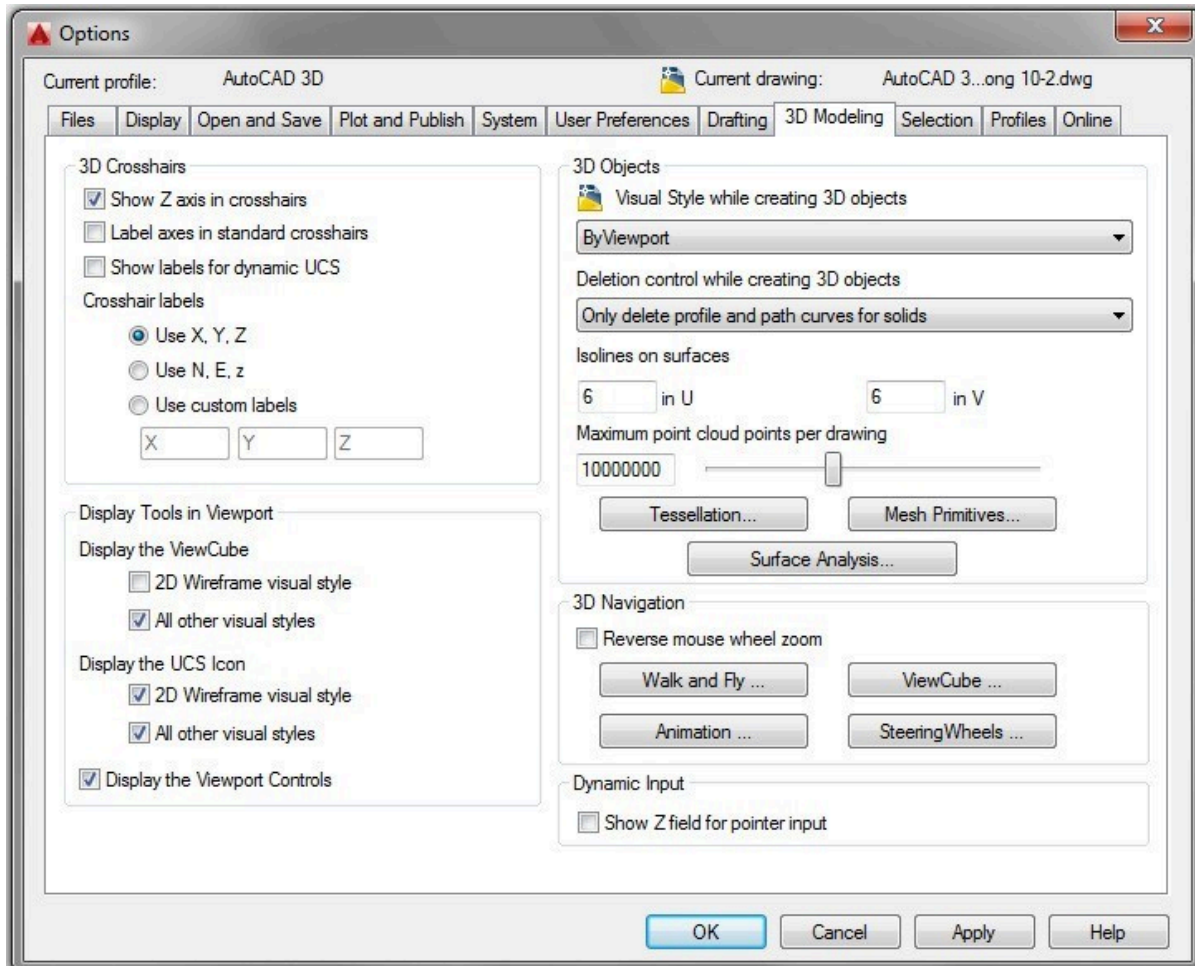 Options
Current profile: AutoCAD 3D Current drawing: AutoCAD 3...ong 10-2.dwg
Files Display Open and Save Plot and Publish System User Preferences Drafting 3D Modeling Selection Profiles Online
3D Crosshairs
Show Z axis in crosshairs
Label axes in standard crosshairs
Show labels for dynamic UCS
Crosshair labels
Use X, Y, Z
Use N, E, z
Use custom labels
X Y Z
Display Tools in Viewport
Display the ViewCube
2D Wireframe visual style
All other visual styles
Display the UCS Icon
2D Wireframe visual style
All other visual styles
Display the Viewport Controls
3D Objects
Visual Style while creating 3D objects
ByViewport
Deletion control while creating 3D objects
Only delete profile and path curves for solids
Isolines on surfaces
6 in U 6 in V
Maximum point cloud points per drawing
10000000
Tessellation... Mesh Primitives...
Surface Analysis...
3D Navigation
Reverse mouse wheel zoom
Walk and Fly ... ViewCube ...
Animation ... SteeringWheels ...
Dynamic Input
Show Z field for pointer input
OK Cancel Apply Help